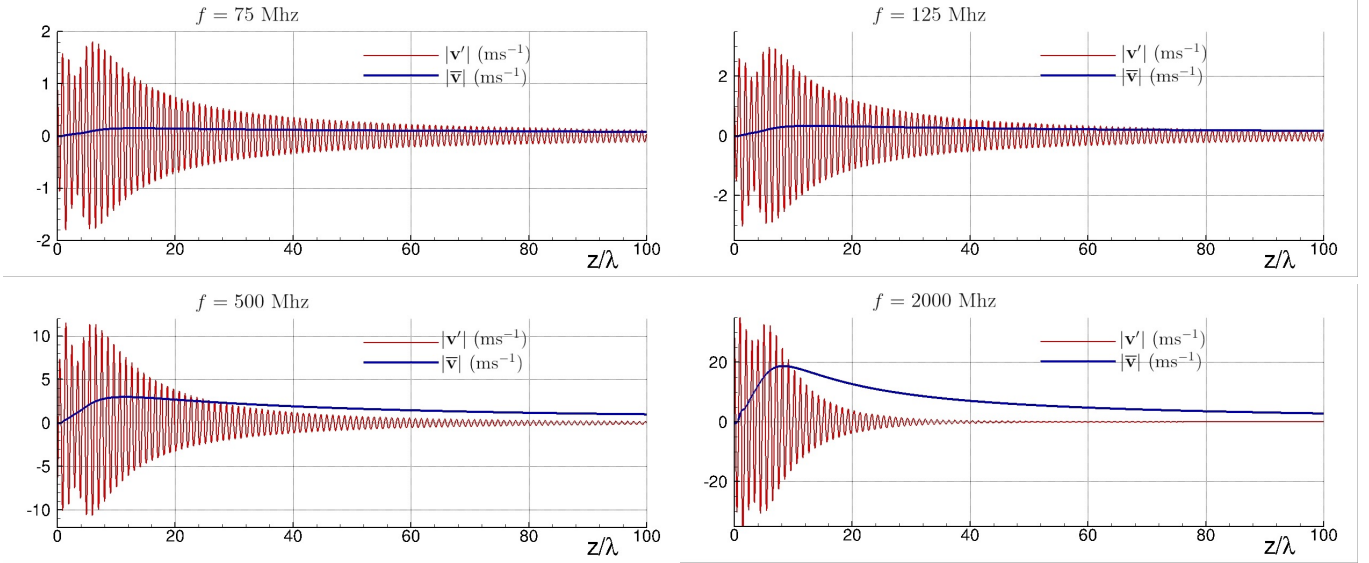 f = 75 Mhz
2
1
0
-1
-2
|v′| (ms⁻¹)
|v̅| (ms⁻¹)
0 20 40 60 80 100
z/λ
f = 125 Mhz
2
0
-2
|v′| (ms⁻¹)
|v̅| (ms⁻¹)
0 20 40 60 80 100
z/λ
f = 500 Mhz
10
5
0
-5
-10
|v′| (ms⁻¹)
|v̅| (ms⁻¹)
0 20 40 60 80 100
z/λ
f = 2000 Mhz
20
0
-20
|v′| (ms⁻¹)
|v̅| (ms⁻¹)
0 20 40 60 80 100
z/λ